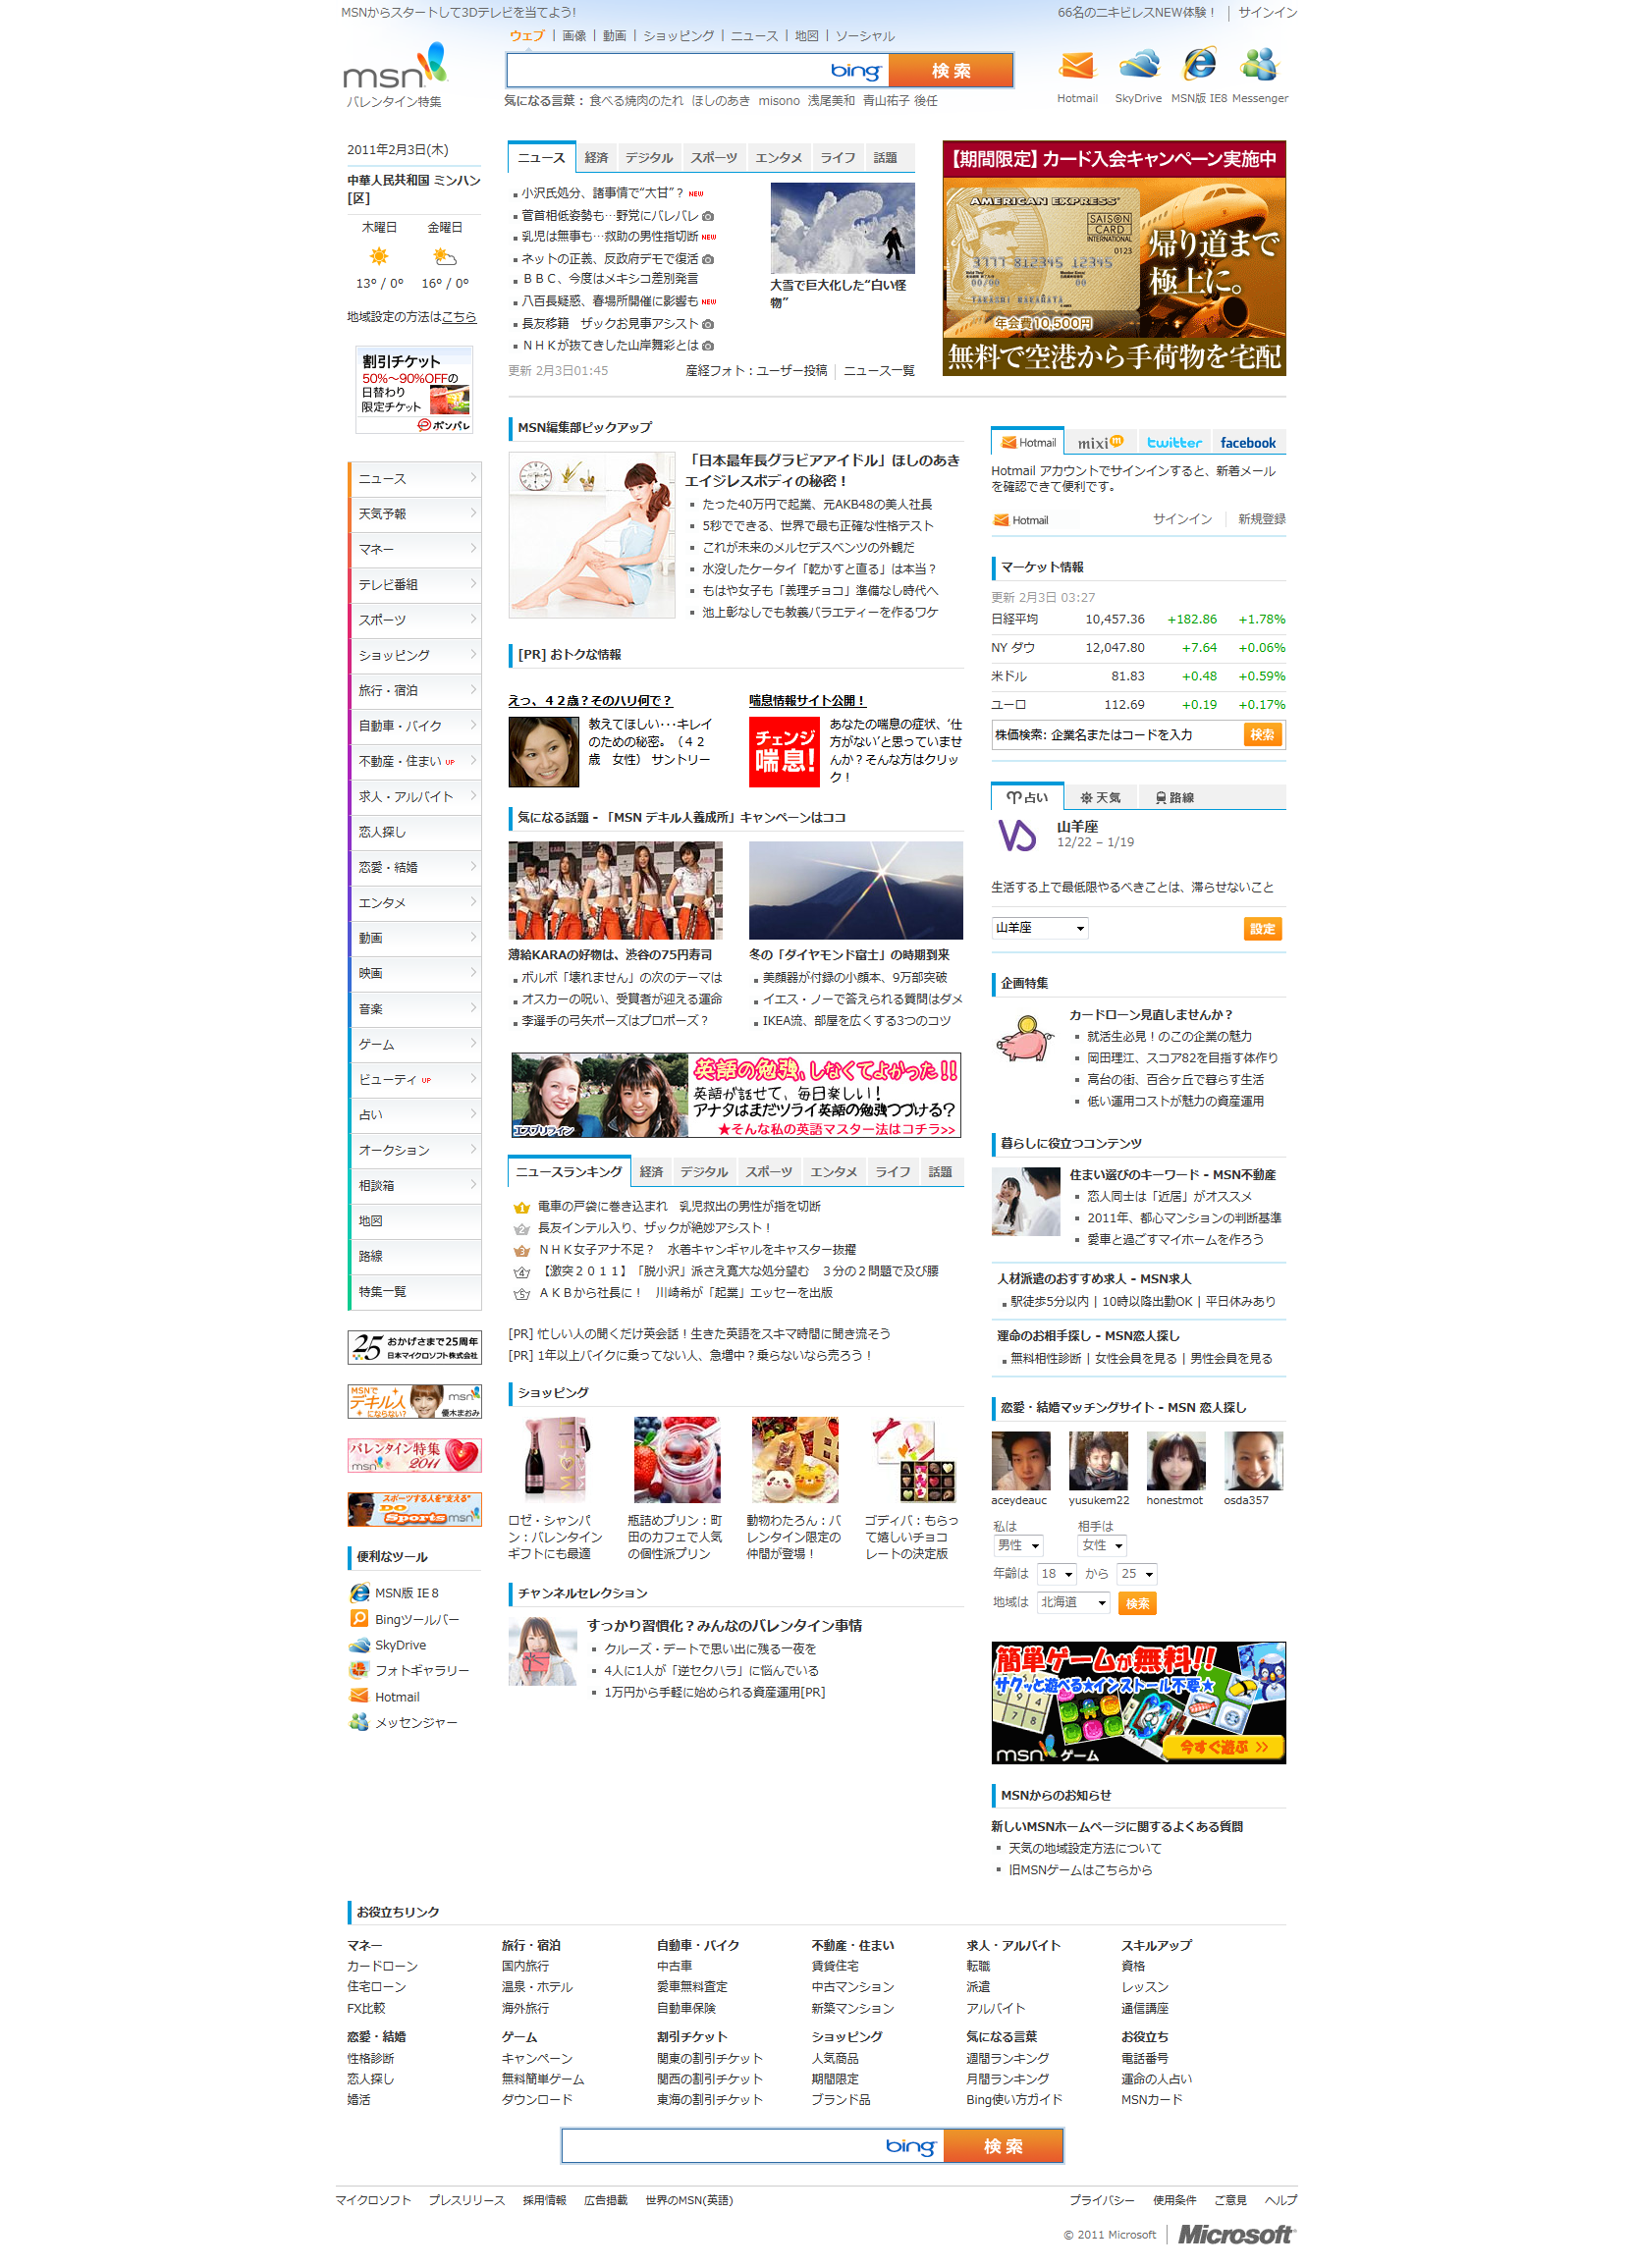 MSNからスタートして3Dテレビを当てよう!
66名のニキビレスNEW体験！ | サインイン
ウェブ | 画像 | 動画 | ショッピング | ニュース | 地図 | ソーシャル
msn
bing 検索
バレンタイン特集
気になる言葉： 食べる焼肉のたれ ほしのあき misono 浅尾美和 青山祐子 後任
Hotmail SkyDrive MSN版 IE8 Messenger
2011年2月3日(木)
中華人民共和国 ミンハン
[区]
木曜日 金曜日
13º / 0º 16º / 0º
地域設定の方法はこちら
割引チケット
50%～90%OFFの
日替わり
限定チケット
ポンパレ
ニュース
天気予報
マネー
テレビ番組
スポーツ
ショッピング
旅行・宿泊
自動車・バイク
不動産・住まい UP
求人・アルバイト
恋人探し
恋愛・結婚
エンタメ
動画
映画
音楽
ゲーム
ビューティ UP
占い
オークション
相談箱
地図
路線
特集一覧
25 おかげさまで25周年
日本マイクロソフト株式会社
MSNで
デキル人
にならない?
msn
優木まおみ
バレンタイン特集
msn 2011
スポーツする人を“支える”
DO
Sports msn
便利なツール
MSN版 IE８
Bingツールバー
SkyDrive
フォトギャラリー
Hotmail
メッセンジャー
ニュース 経済 デジタル スポーツ エンタメ ライフ 話題
小沢氏処分、諸事情で“大甘”？ NEW
菅首相低姿勢も…野党にバレバレ
乳児は無事も…救助の男性指切断 NEW
ネットの正義、反政府デモで復活
ＢＢＣ、今度はメキシコ差別発言
八百長疑惑、春場所開催に影響も NEW
長友移籍　ザックお見事アシスト
ＮＨＫが抜てきした山岸舞彩とは
大雪で巨大化した“白い怪
物”
更新 2月3日01:45
産経フォト：ユーザー投稿 | ニュース一覧
【期間限定】カード入会キャンペーン実施中
AMERICAN EXPRESS
SAISON
CARD
INTERNATIONAL
0123
3777 812345 12345
00/00 00
TAKASHI NAKAHATA
帰り道まで
極上に。
年会費10,500円
無料で空港から手荷物を宅配
MSN編集部ピックアップ
「日本最年長グラビアアイドル」ほしのあき
エイジレスボディの秘密！
たった40万円で起業、元AKB48の美人社長
5秒でできる、世界で最も正確な性格テスト
これが未来のメルセデスベンツの外観だ
水没したケータイ「乾かすと直る」は本当？
もはや女子も「義理チョコ」準備なし時代へ
池上彰なしでも教養バラエティーを作るワケ
[PR] おトクな情報
えっ、４２歳？そのハリ何で？
教えてほしい･･･キレイ
のための秘密。（４２
歳　女性） サントリー
喘息情報サイト公開！
チェンジ
喘息!
あなたの喘息の症状、‘仕
方がない’と思っていませ
んか？そんな方はクリッ
ク！
気になる話題 - 「MSN デキル人養成所」キャンペーンはココ
薄給KARAの好物は、渋谷の75円寿司
ボルボ「壊れません」の次のテーマは
オスカーの呪い、受賞者が迎える運命
李選手の弓矢ポーズはプロポーズ？
冬の「ダイヤモンド富士」の時期到来
美顔器が付録の小顔本、9万部突破
イエス・ノーで答えられる質問はダメ
IKEA流、部屋を広くする3つのコツ
英語の勉強、しなくてよかった!!
英語が話せて、毎日楽しい！
アナタはまだツライ英語の勉強つづける？
エスプリライン
★そんな私の英語マスター法はコチラ>>
ニュースランキング 経済 デジタル スポーツ エンタメ ライフ 話題
1 電車の戸袋に巻き込まれ　乳児救出の男性が指を切断
2 長友インテル入り、ザックが絶妙アシスト！
3 ＮＨＫ女子アナ不足？　水着キャンギャルをキャスター抜擢
4 【激突２０１１】「脱小沢」派さえ寛大な処分望む　３分の２問題で及び腰
5 ＡＫＢから社長に！　川崎希が「起業」エッセーを出版
[PR] 忙しい人の聞くだけ英会話！生きた英語をスキマ時間に聞き流そう
[PR] 1年以上バイクに乗ってない人、急増中？乗らないなら売ろう！
ショッピング
ロゼ・シャンパ
ン：バレンタイン
ギフトにも最適
瓶詰めプリン：町
田のカフェで人気
の個性派プリン
動物わたろん：バ
レンタイン限定の
仲間が登場！
ゴディバ：もらっ
て嬉しいチョコ
レートの決定版
チャンネルセレクション
すっかり習慣化？みんなのバレンタイン事情
クルーズ・デートで思い出に残る一夜を
4人に1人が「逆セクハラ」に悩んでいる
1万円から手軽に始められる資産運用[PR]
Hotmail mixi twitter facebook
Hotmail アカウントでサインインすると、新着メール
を確認できて便利です。
Hotmail サインイン | 新規登録
マーケット情報
更新 2月3日 03:27
日経平均 10,457.36 +182.86 +1.78%
NY ダウ 12,047.80 +7.64 +0.06%
米ドル 81.83 +0.48 +0.59%
ユーロ 112.69 +0.19 +0.17%
株価検索: 企業名またはコードを入力 検索
占い 天気 路線
山羊座
12/22 – 1/19
生活する上で最低限やるべきことは、滞らせないこと
山羊座 設定
企画特集
カードローン見直しませんか？
就活生必見！のこの企業の魅力
岡田理江、スコア82を目指す体作り
高台の街、百合ヶ丘で暮らす生活
低い運用コストが魅力の資産運用
暮らしに役立つコンテンツ
住まい選びのキーワード - MSN不動産
恋人同士は「近居」がオススメ
2011年、都心マンションの判断基準
愛車と過ごすマイホームを作ろう
人材派遣のおすすめ求人 - MSN求人
駅徒歩5分以内 | 10時以降出勤OK | 平日休みあり
運命のお相手探し - MSN恋人探し
無料相性診断 | 女性会員を見る | 男性会員を見る
恋愛・結婚マッチングサイト - MSN 恋人探し
aceydeauc yusukem22 honestmot osda357
私は 相手は
男性 女性
年齢は 18 から 25
地域は 北海道 検索
簡単ゲームが無料!!
サクッと遊べる★インストール不要★
msn ゲーム 今すぐ遊ぶ >>
MSNからのお知らせ
新しいMSNホームページに関するよくある質問
天気の地域設定方法について
旧MSNゲームはこちらから
お役立ちリンク
マネー 旅行・宿泊 自動車・バイク 不動産・住まい 求人・アルバイト スキルアップ
カードローン 国内旅行 中古車 賃貸住宅 転職 資格
住宅ローン 温泉・ホテル 愛車無料査定 中古マンション 派遣 レッスン
FX比較 海外旅行 自動車保険 新築マンション アルバイト 通信講座
恋愛・結婚 ゲーム 割引チケット ショッピング 気になる言葉 お役立ち
性格診断 キャンペーン 関東の割引チケット 人気商品 週間ランキング 電話番号
恋人探し 無料簡単ゲーム 関西の割引チケット 期間限定 月間ランキング 運命の人占い
婚活 ダウンロード 東海の割引チケット ブランド品 Bing使い方ガイド MSNカード
bing 検索
マイクロソフト プレスリリース 採用情報 広告掲載 世界のMSN(英語)
プライバシー 使用条件 ご意見 ヘルプ
© 2011 Microsoft | Microsoft